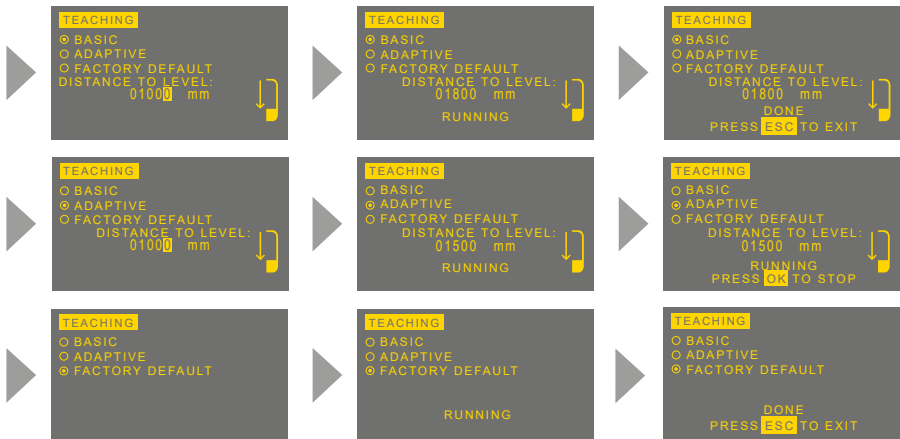 TEACHING
BASIC
ADAPTIVE
FACTORY DEFAULT
DISTANCE TO LEVEL:
01000 mm
TEACHING
BASIC
ADAPTIVE
FACTORY DEFAULT
DISTANCE TO LEVEL:
01800 mm
RUNNING
TEACHING
BASIC
ADAPTIVE
FACTORY DEFAULT
DISTANCE TO LEVEL:
01800 mm
DONE
PRESS ESC TO EXIT
TEACHING
BASIC
ADAPTIVE
FACTORY DEFAULT
DISTANCE TO LEVEL:
01000 mm
TEACHING
BASIC
ADAPTIVE
FACTORY DEFAULT
DISTANCE TO LEVEL:
01500 mm
RUNNING
TEACHING
BASIC
ADAPTIVE
FACTORY DEFAULT
DISTANCE TO LEVEL:
01500 mm
RUNNING
PRESS OK TO STOP
TEACHING
BASIC
ADAPTIVE
FACTORY DEFAULT
TEACHING
BASIC
ADAPTIVE
FACTORY DEFAULT
RUNNING
TEACHING
BASIC
ADAPTIVE
FACTORY DEFAULT
DONE
PRESS ESC TO EXIT